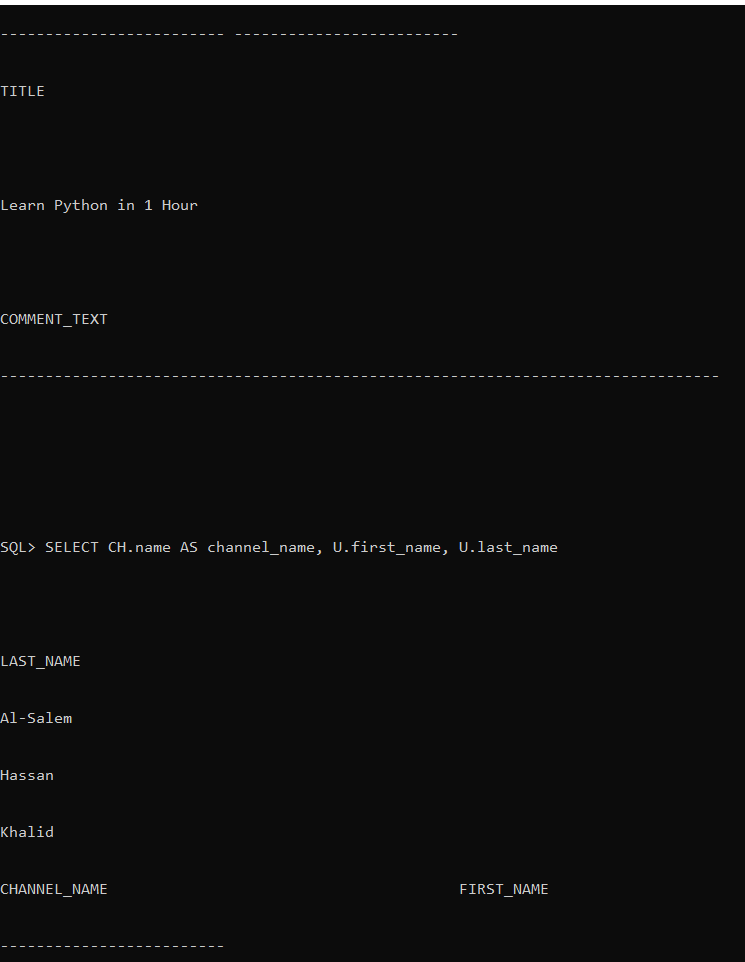 ------------------------- -------------------------
TITLE
Learn Python in 1 Hour
COMMENT_TEXT
--------------------------------------------------------------------------------
SQL> SELECT CH.name AS channel_name, U.first_name, U.last_name
LAST_NAME
Al-Salem
Hassan
Khalid
CHANNEL_NAME                                       FIRST_NAME
-------------------------